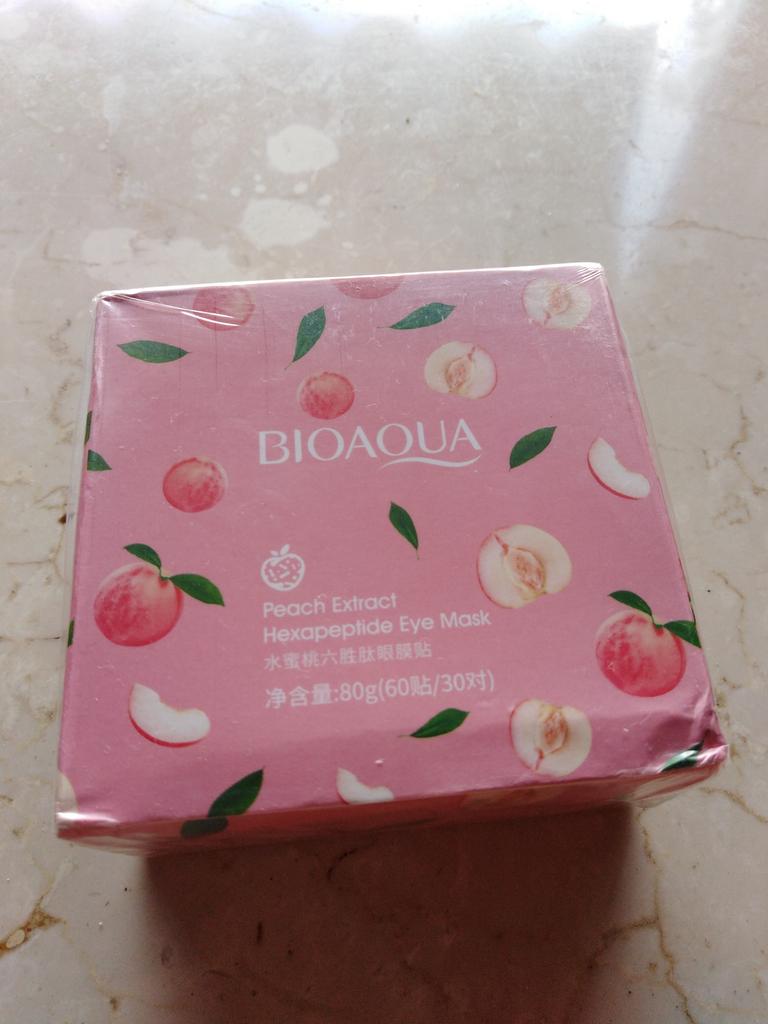 BIOAQUA
Peach Extract
Hexapeptide Eye Mask
水蜜桃六胜肽眼膜贴
净含量:80g(60贴/30对)